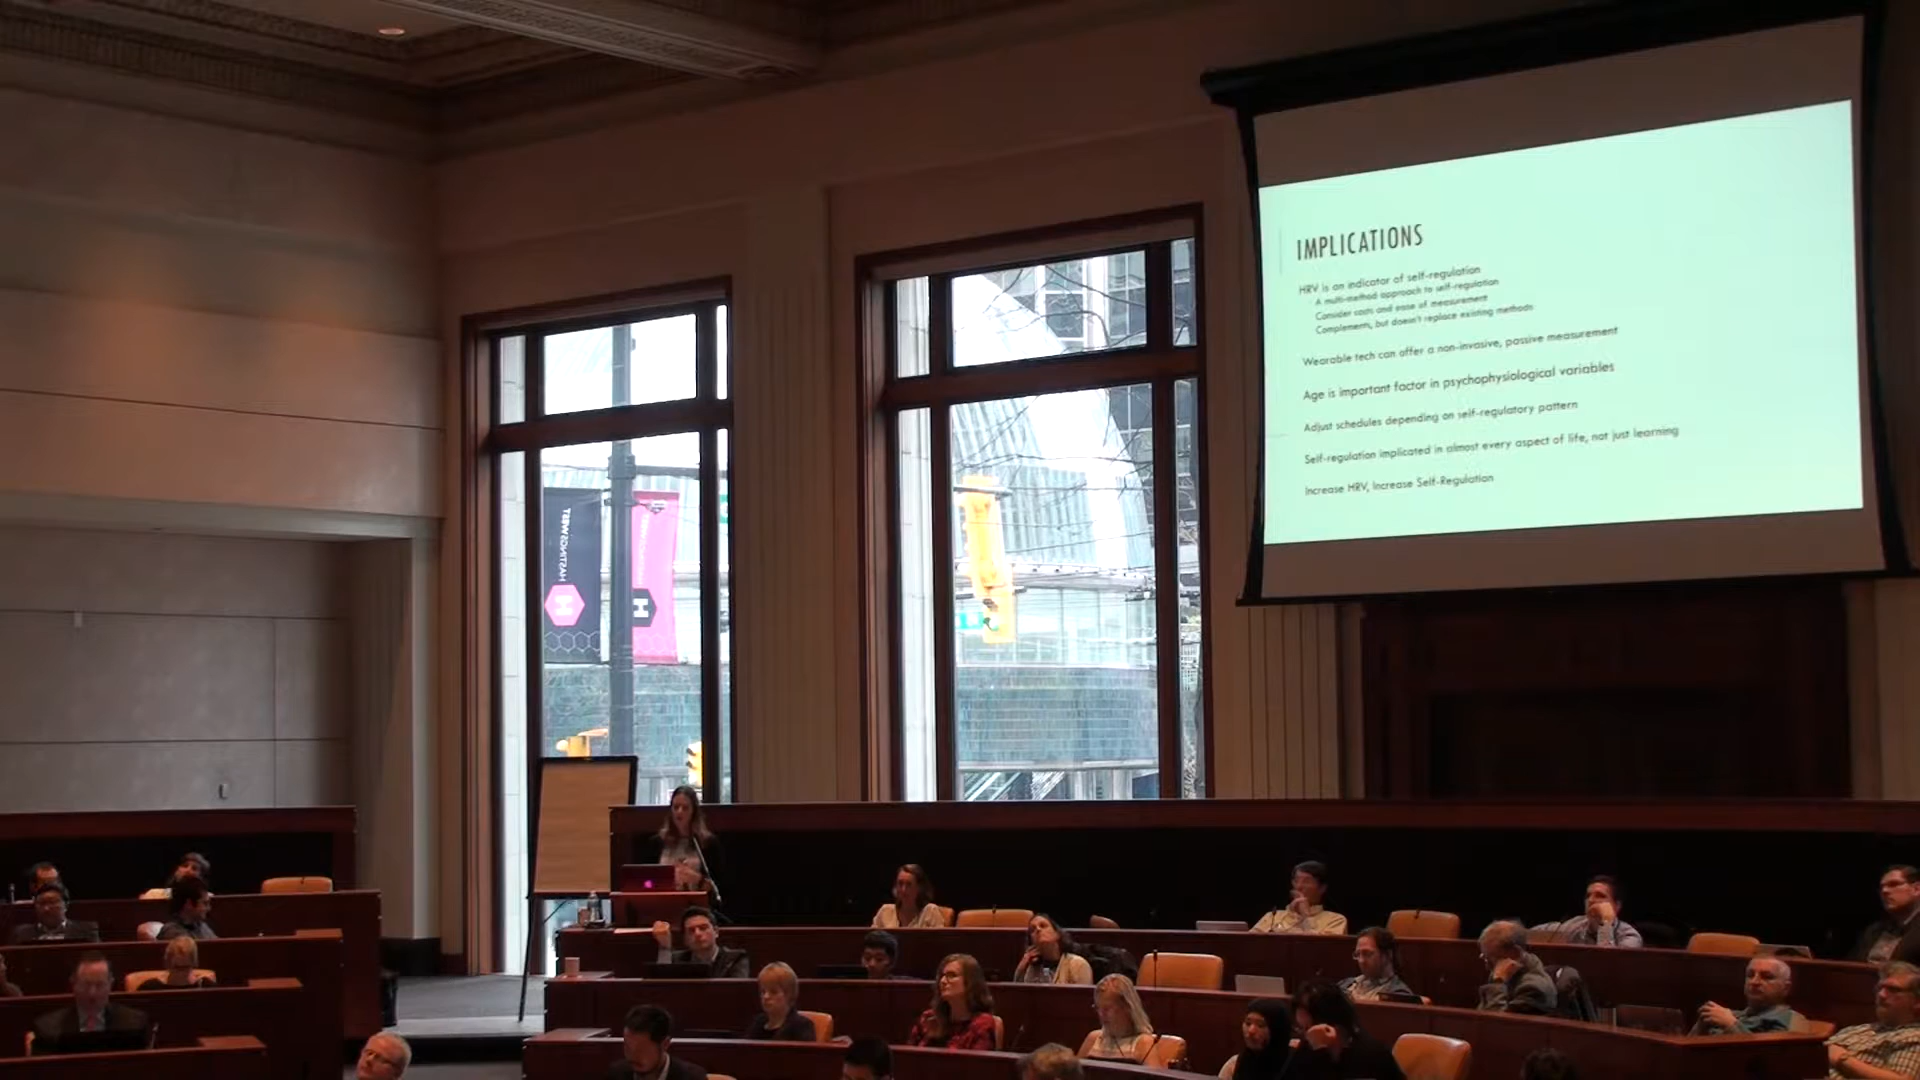 IMPLICATIONS
HRV is an indicator of self-regulation
A multi-method approach to self-regulation
Consider costs and ease of measurement
Complements, but doesn't replace existing methods
Wearable tech can offer a non-invasive, passive measurement
Age is important factor in psychophysiological variables
Adjust schedules depending on self-regulatory pattern
Self-regulation implicated in almost every aspect of life, not just learning
Increase HRV, Increase Self-Regulation
HASTINGS WEST
H
H